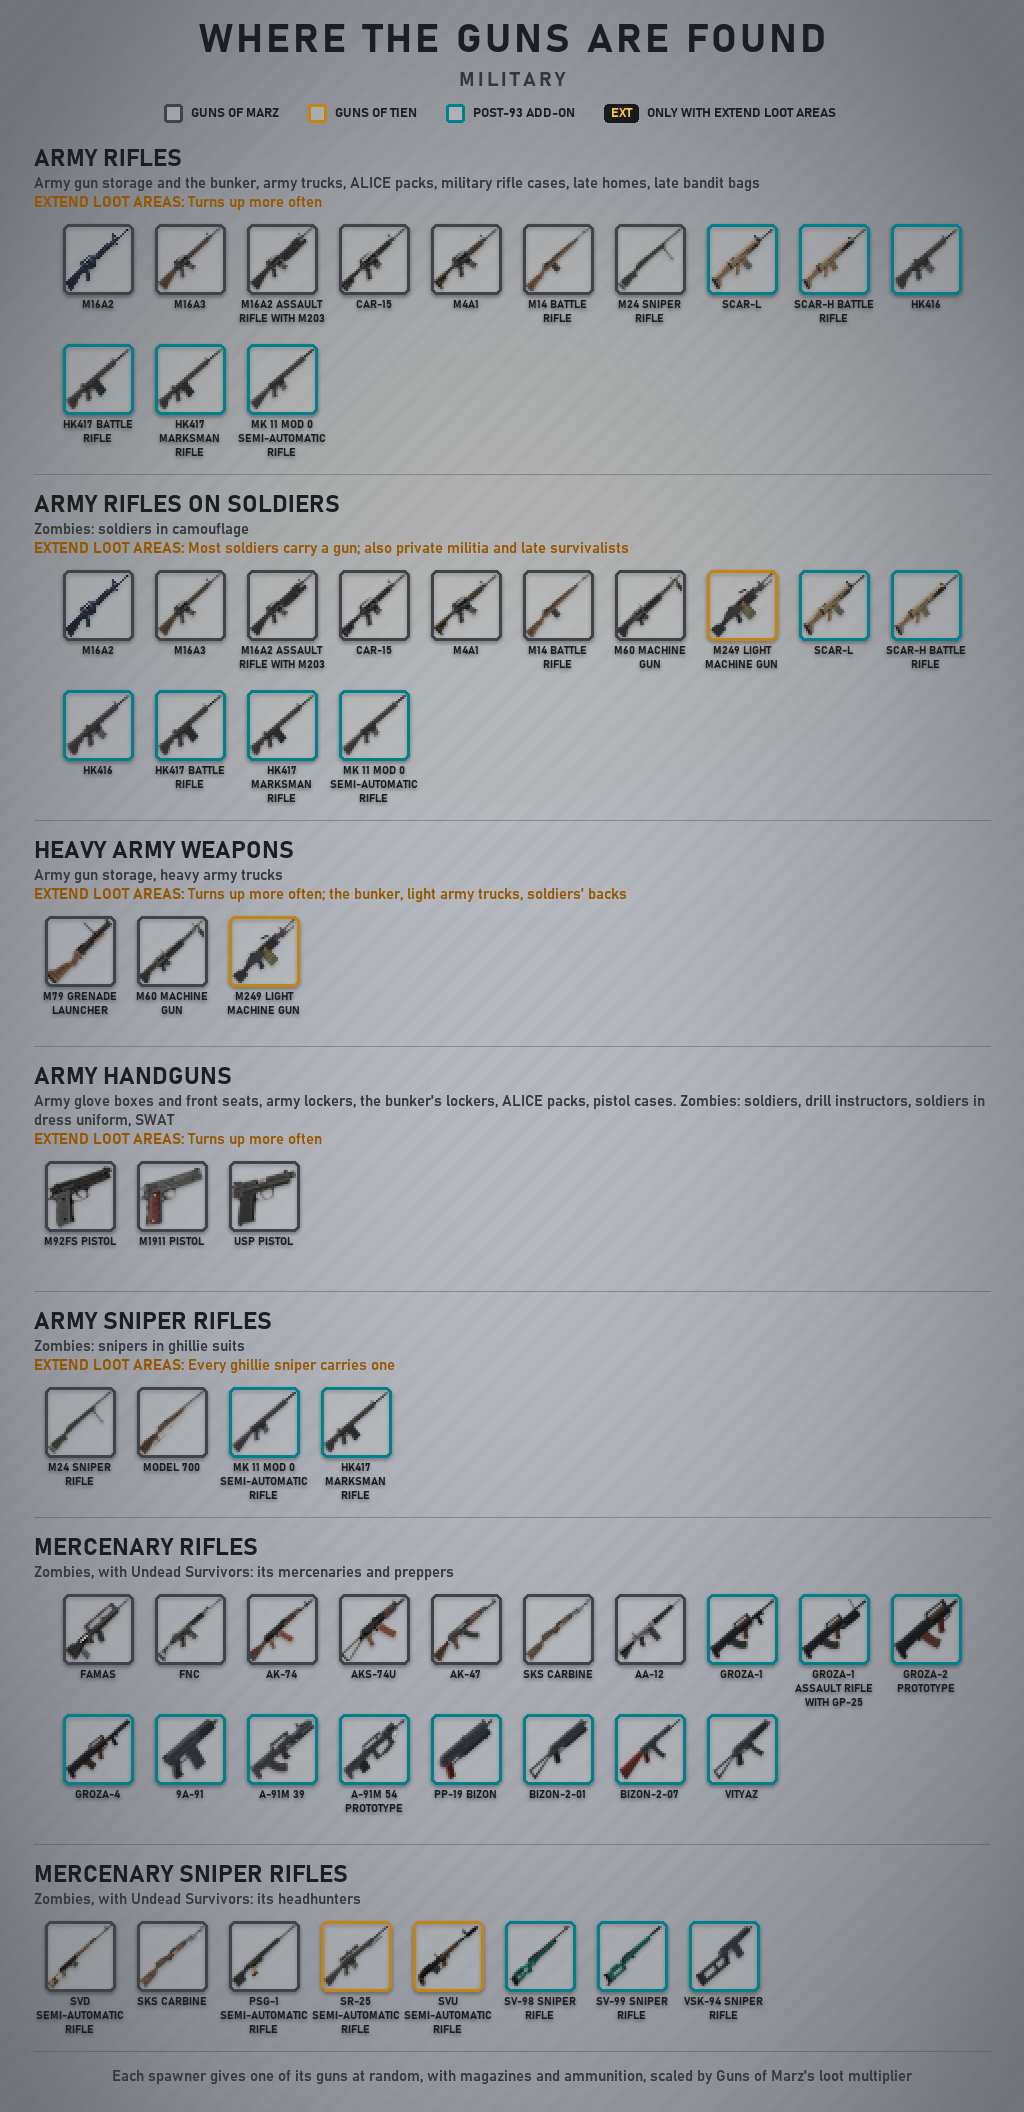 WHERE THE GUNS ARE FOUND
MILITARY
GUNS OF MARZ GUNS OF TIEN POST-93 ADD-ON EXT ONLY WITH EXTEND LOOT AREAS
ARMY RIFLES
Army gun storage and the bunker, army trucks, ALICE packs, military rifle cases, late homes, late bandit bags
EXTEND LOOT AREAS: Turns up more often
M16A2
M16A3
M16A2 ASSAULT
RIFLE WITH M203
CAR-15
M4A1
M14 BATTLE
RIFLE
M24 SNIPER
RIFLE
SCAR-L
SCAR-H BATTLE
RIFLE
HK416
HK417 BATTLE
RIFLE
HK417
MARKSMAN
RIFLE
MK 11 MOD 0
SEMI-AUTOMATIC
RIFLE
ARMY RIFLES ON SOLDIERS
Zombies: soldiers in camouflage
EXTEND LOOT AREAS: Most soldiers carry a gun; also private militia and late survivalists
M16A2
M16A3
M16A2 ASSAULT
RIFLE WITH M203
CAR-15
M4A1
M14 BATTLE
RIFLE
M60 MACHINE
GUN
M249 LIGHT
MACHINE GUN
SCAR-L
SCAR-H BATTLE
RIFLE
HK416
HK417 BATTLE
RIFLE
HK417
MARKSMAN
RIFLE
MK 11 MOD 0
SEMI-AUTOMATIC
RIFLE
HEAVY ARMY WEAPONS
Army gun storage, heavy army trucks
EXTEND LOOT AREAS: Turns up more often; the bunker, light army trucks, soldiers' backs
M79 GRENADE
LAUNCHER
M60 MACHINE
GUN
M249 LIGHT
MACHINE GUN
ARMY HANDGUNS
Army glove boxes and front seats, army lockers, the bunker's lockers, ALICE packs, pistol cases. Zombies: soldiers, drill instructors, soldiers in
dress uniform, SWAT
EXTEND LOOT AREAS: Turns up more often
M92FS PISTOL
M1911 PISTOL
USP PISTOL
ARMY SNIPER RIFLES
Zombies: snipers in ghillie suits
EXTEND LOOT AREAS: Every ghillie sniper carries one
M24 SNIPER
RIFLE
MODEL 700
MK 11 MOD 0
SEMI-AUTOMATIC
RIFLE
HK417
MARKSMAN
RIFLE
MERCENARY RIFLES
Zombies, with Undead Survivors: its mercenaries and preppers
FAMAS
FNC
AK-74
AKS-74U
AK-47
SKS CARBINE
AA-12
GROZA-1
GROZA-1
ASSAULT RIFLE
WITH GP-25
GROZA-2
PROTOTYPE
GROZA-4
9A-91
A-91M 39
A-91M 54
PROTOTYPE
PP-19 BIZON
BIZON-2-01
BIZON-2-07
VITYAZ
MERCENARY SNIPER RIFLES
Zombies, with Undead Survivors: its headhunters
SVD
SEMI-AUTOMATIC
RIFLE
SKS CARBINE
PSG-1
SEMI-AUTOMATIC
RIFLE
SR-25
SEMI-AUTOMATIC
RIFLE
SVU
SEMI-AUTOMATIC
RIFLE
SV-98 SNIPER
RIFLE
SV-99 SNIPER
RIFLE
VSK-94 SNIPER
RIFLE
Each spawner gives one of its guns at random, with magazines and ammunition, scaled by Guns of Marz's loot multiplier